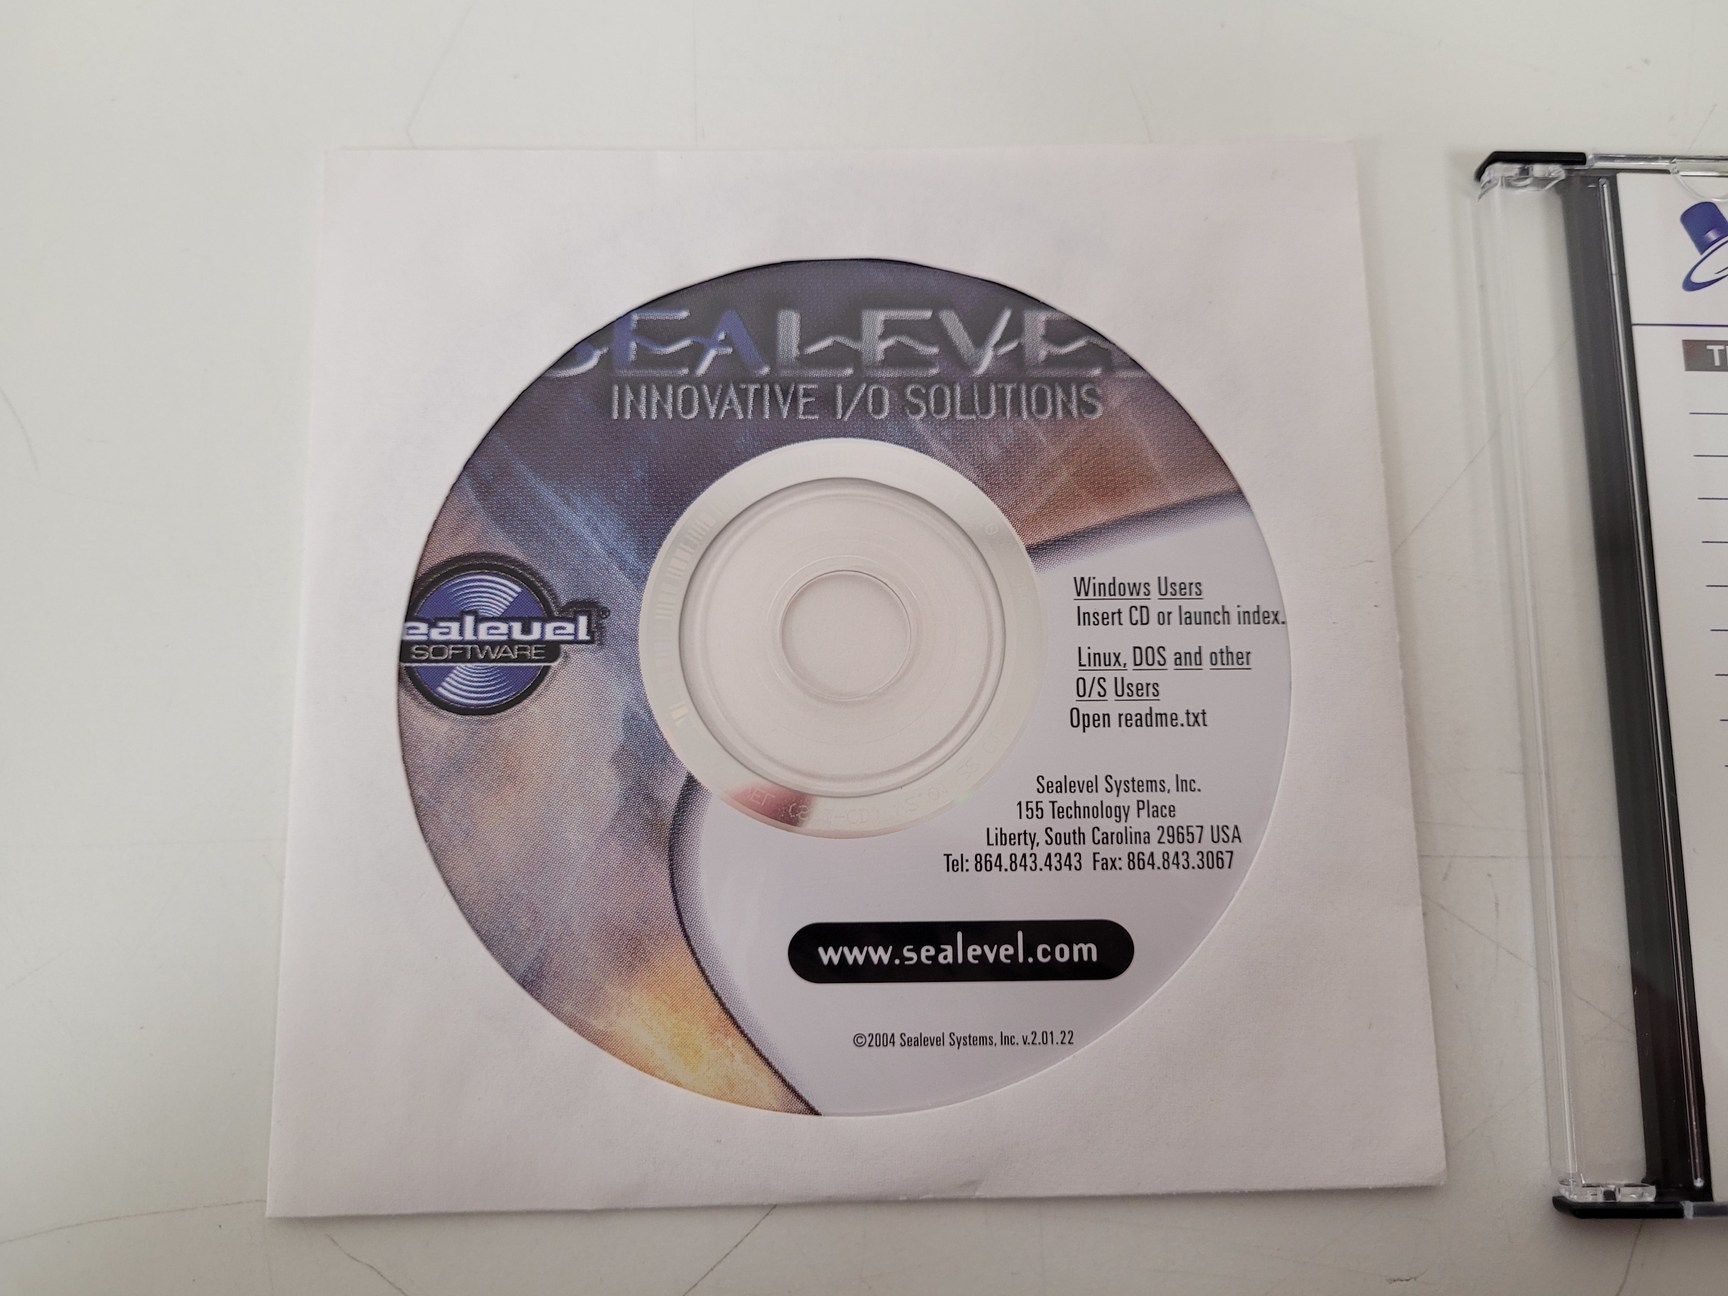 SEALEVEL
INNOVATIVE I/O SOLUTIONS
ealevel®
SOFTWARE
Windows Users
Insert CD or launch index.
Linux, DOS and other
O/S Users
Open readme.txt
Sealevel Systems, Inc.
155 Technology Place
Liberty, South Carolina 29657 USA
Tel: 864.843.4343 Fax: 864.843.3067
www.sealevel.com
©2004 Sealevel Systems, Inc. v.2.01.22